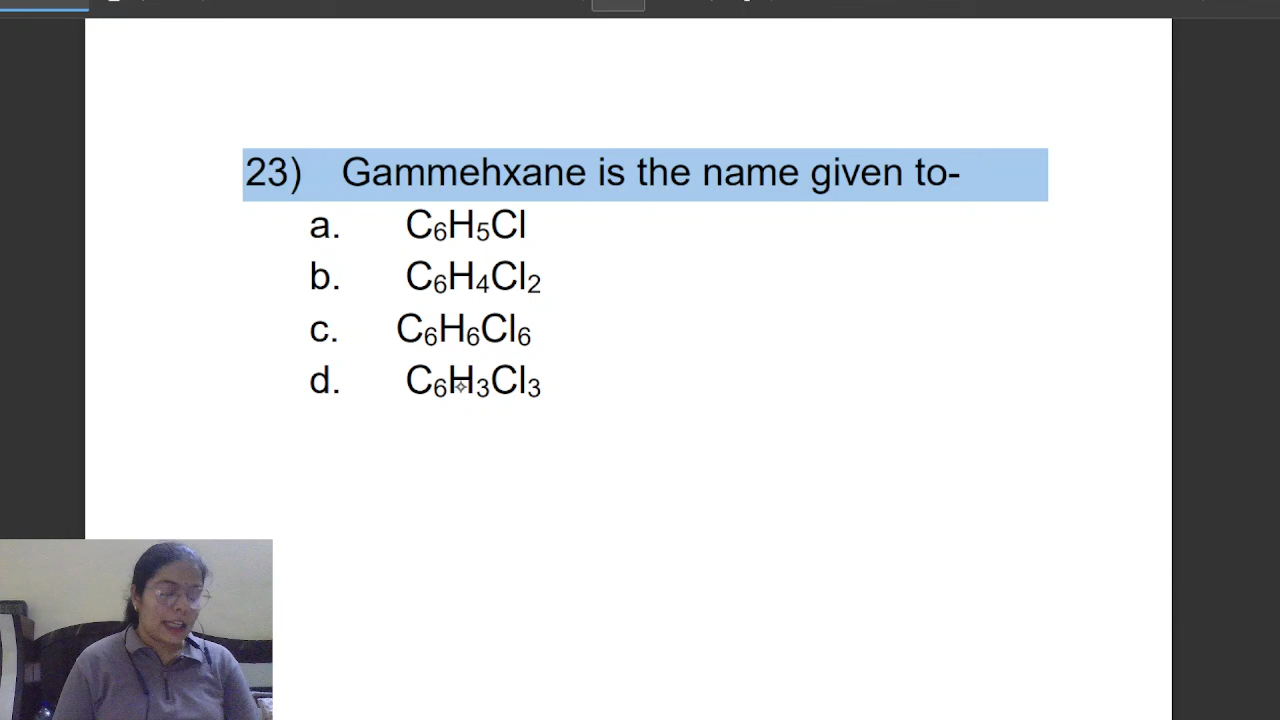 23) Gammehxane is the name given to-
a. C₆H₅Cl
b. C₆H₄Cl₂
c. C₆H₆Cl₆
d. C₆H₃Cl₃